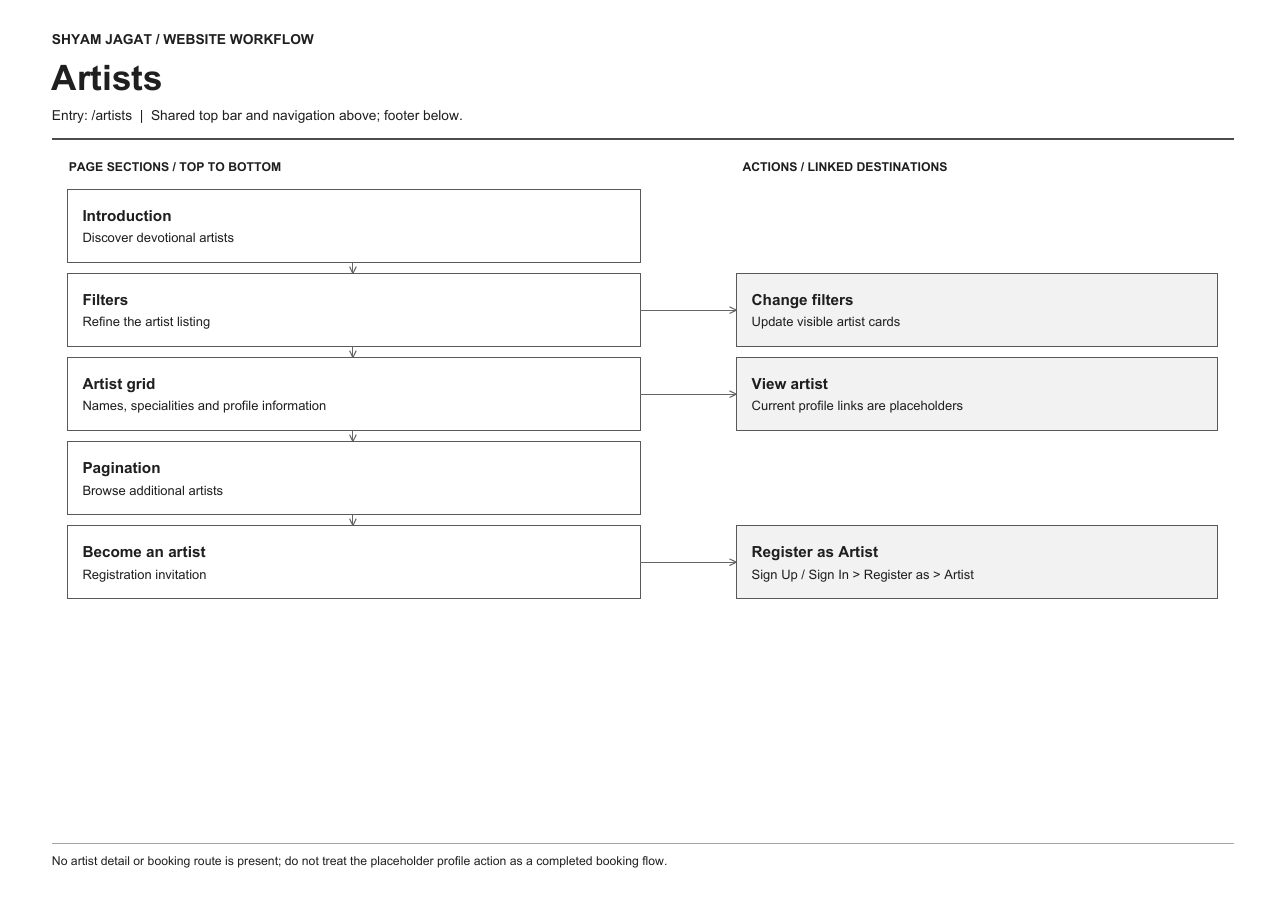 SHYAM JAGAT / WEBSITE WORKFLOW
Artists
Entry: /artists | Shared top bar and navigation above; footer below.
PAGE SECTIONS / TOP TO BOTTOM
ACTIONS / LINKED DESTINATIONS
Introduction
Discover devotional artists
Filters
Refine the artist listing
Change filters
Update visible artist cards
Artist grid
Names, specialities and profile information
View artist
Current profile links are placeholders
Pagination
Browse additional artists
Become an artist
Registration invitation
Register as Artist
Sign Up / Sign In > Register as > Artist
No artist detail or booking route is present; do not treat the placeholder profile action as a completed booking flow.